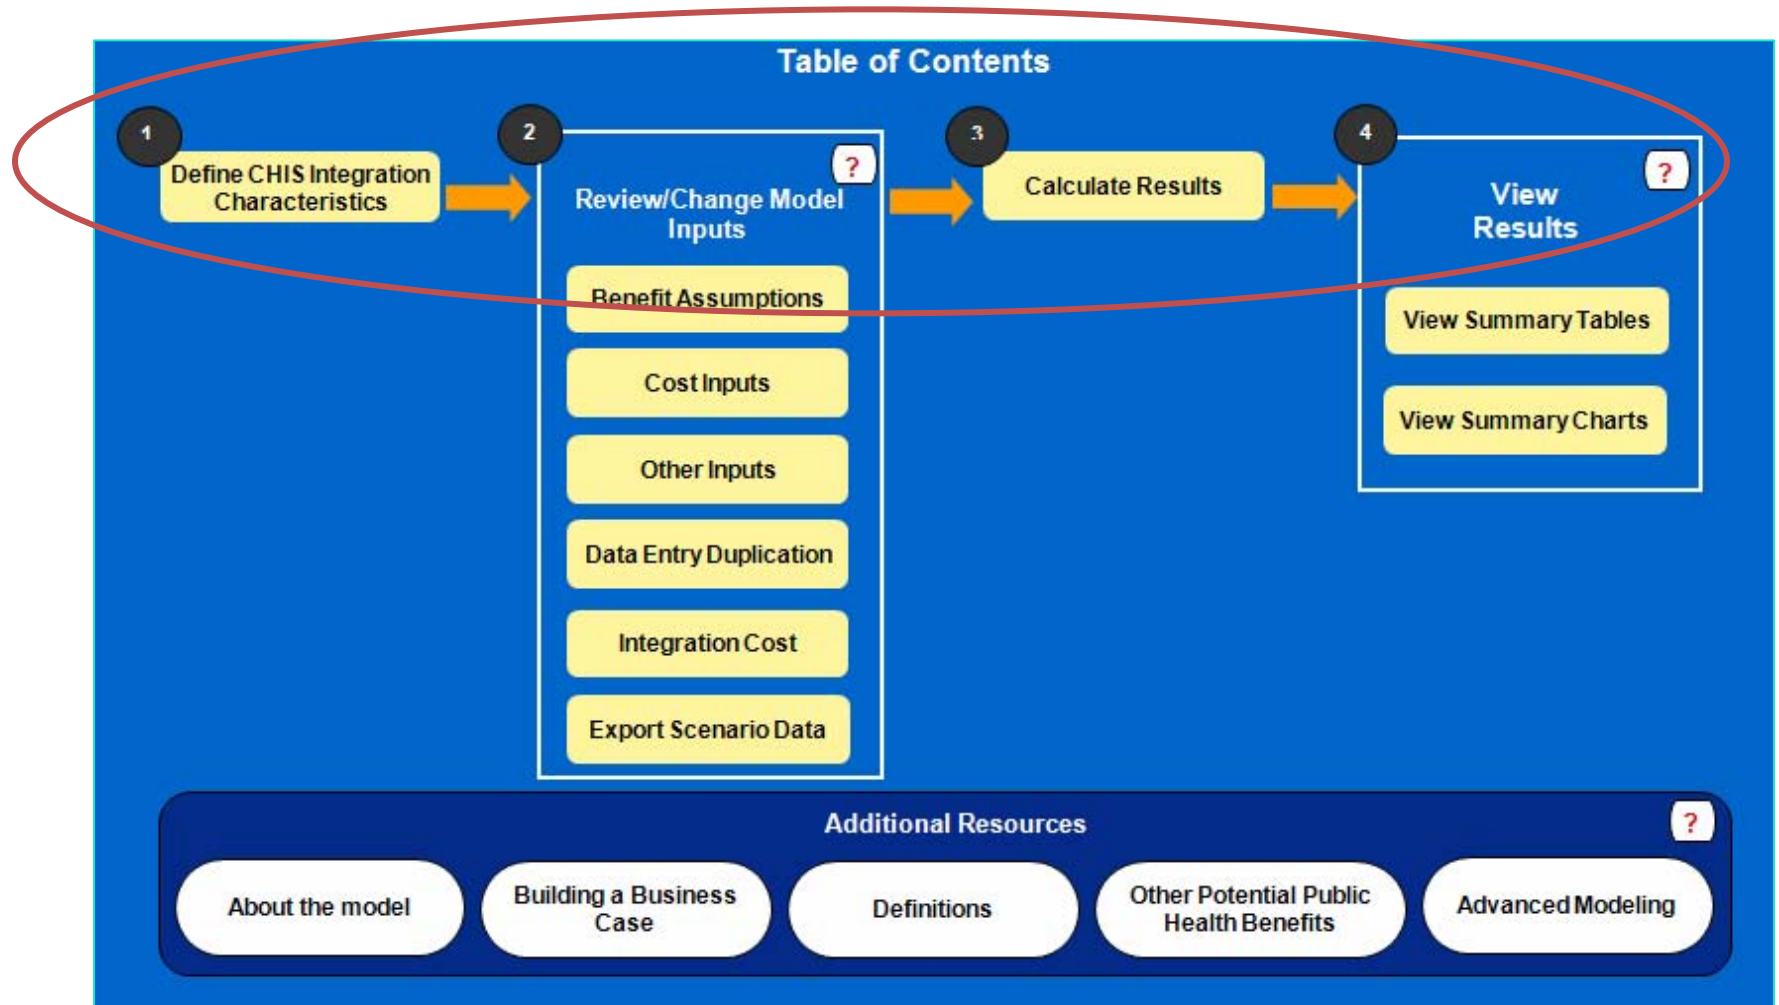 Table of Contents
1
Define CHIS Integration
Characteristics
2
?
Review/Change Model
Inputs
Benefit Assumptions
Cost Inputs
Other Inputs
Data Entry Duplication
Integration Cost
Export Scenario Data
3
Calculate Results
4
?
View
Results
View Summary Tables
View Summary Charts
Additional Resources
?
About the model
Building a Business
Case
Definitions
Other Potential Public
Health Benefits
Advanced Modeling